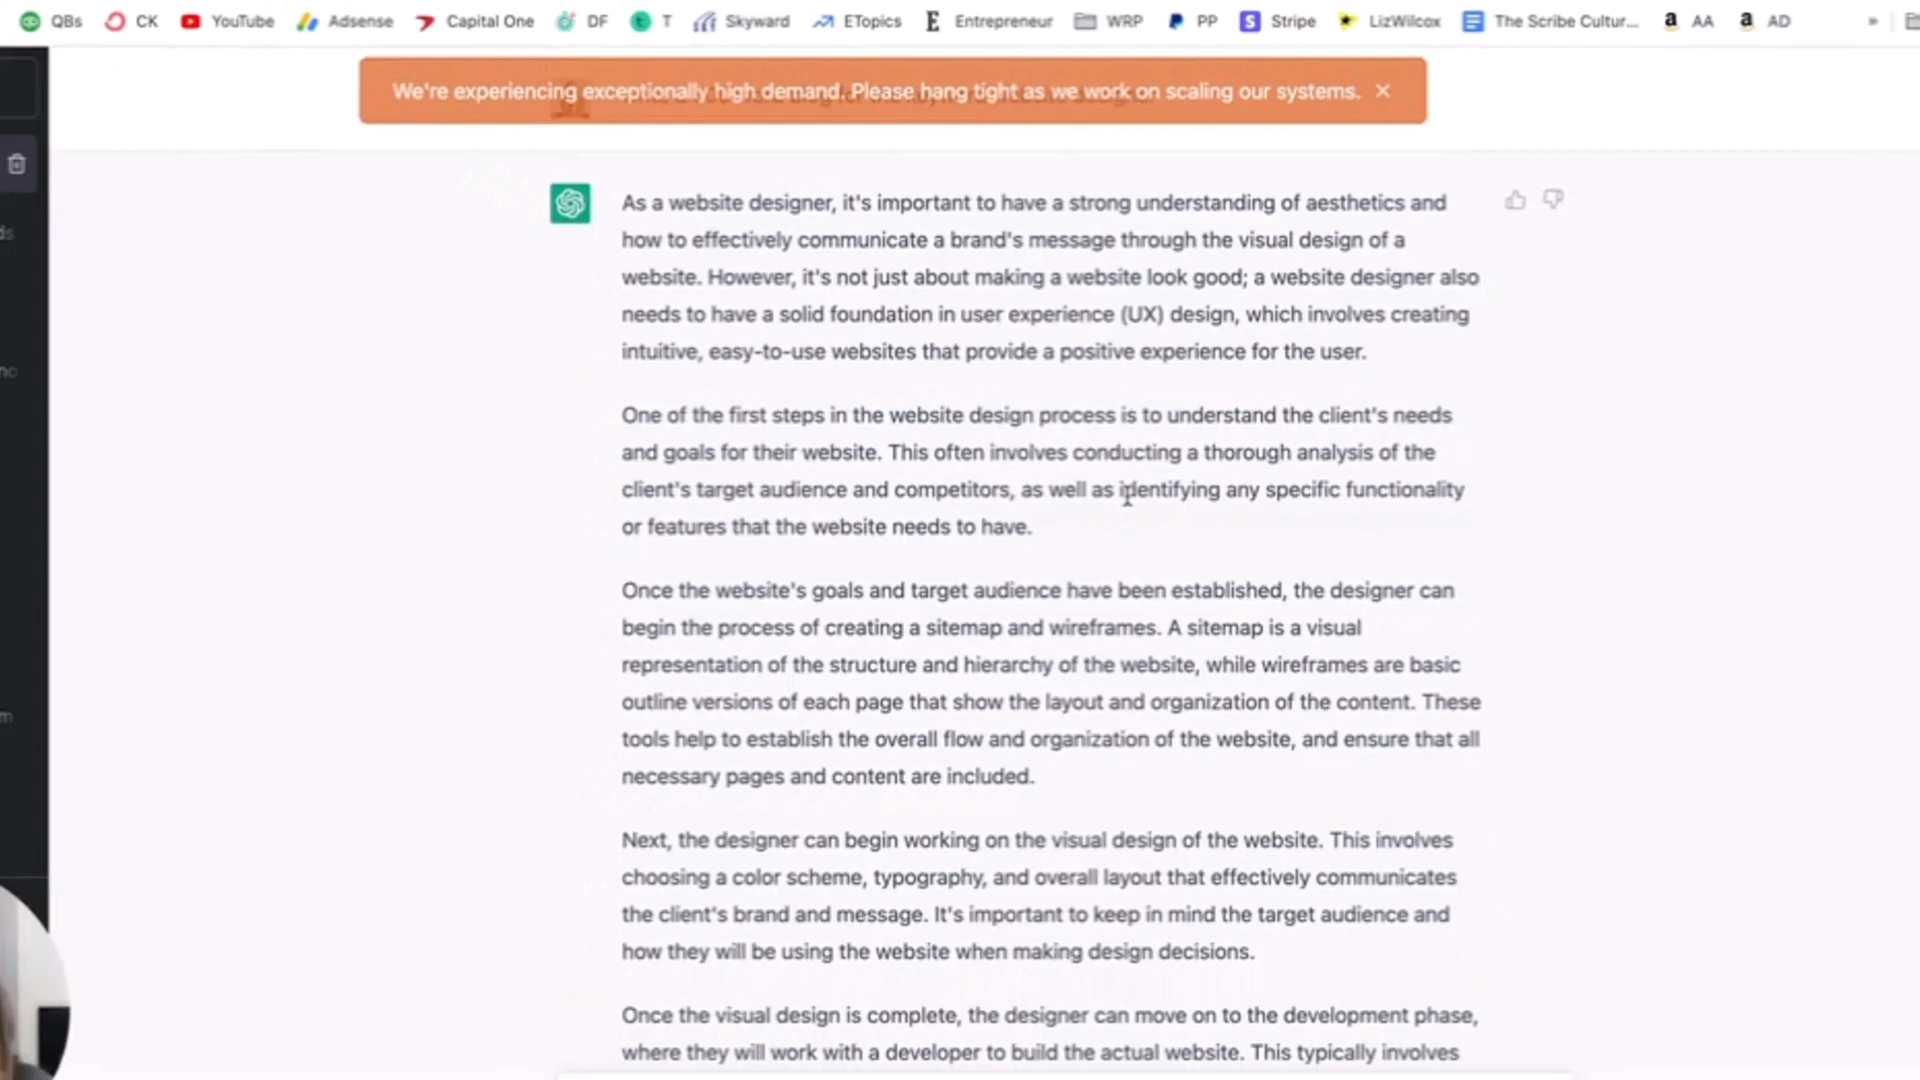 QBs CK YouTube Adsense Capital One DF T Skyward ETopics E Entrepreneur WRP PP S Stripe LizWilcox The Scribe Cultur... a AA a AD »
We're experiencing exceptionally high demand. Please hang tight as we work on scaling our systems. ×
As a website designer, it's important to have a strong understanding of aesthetics and
how to effectively communicate a brand's message through the visual design of a
website. However, it's not just about making a website look good; a website designer also
needs to have a solid foundation in user experience (UX) design, which involves creating
intuitive, easy-to-use websites that provide a positive experience for the user.
One of the first steps in the website design process is to understand the client's needs
and goals for their website. This often involves conducting a thorough analysis of the
client's target audience and competitors, as well as identifying any specific functionality
or features that the website needs to have.
Once the website's goals and target audience have been established, the designer can
begin the process of creating a sitemap and wireframes. A sitemap is a visual
representation of the structure and hierarchy of the website, while wireframes are basic
outline versions of each page that show the layout and organization of the content. These
tools help to establish the overall flow and organization of the website, and ensure that all
necessary pages and content are included.
Next, the designer can begin working on the visual design of the website. This involves
choosing a color scheme, typography, and overall layout that effectively communicates
the client's brand and message. It's important to keep in mind the target audience and
how they will be using the website when making design decisions.
Once the visual design is complete, the designer can move on to the development phase,
where they will work with a developer to build the actual website. This typically involves